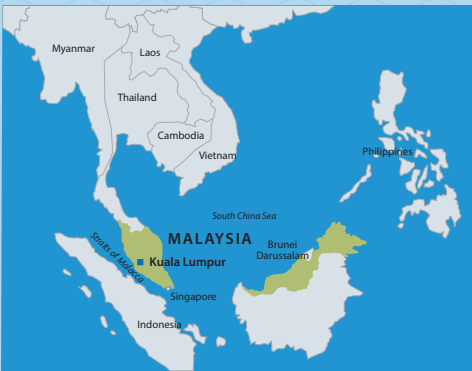 Myanmar
Laos
Thailand
Cambodia
Vietnam
Philippines
South China Sea
MALAYSIA
Brunei
Darussalam
Straits of Malacca
Kuala Lumpur
Singapore
Indonesia